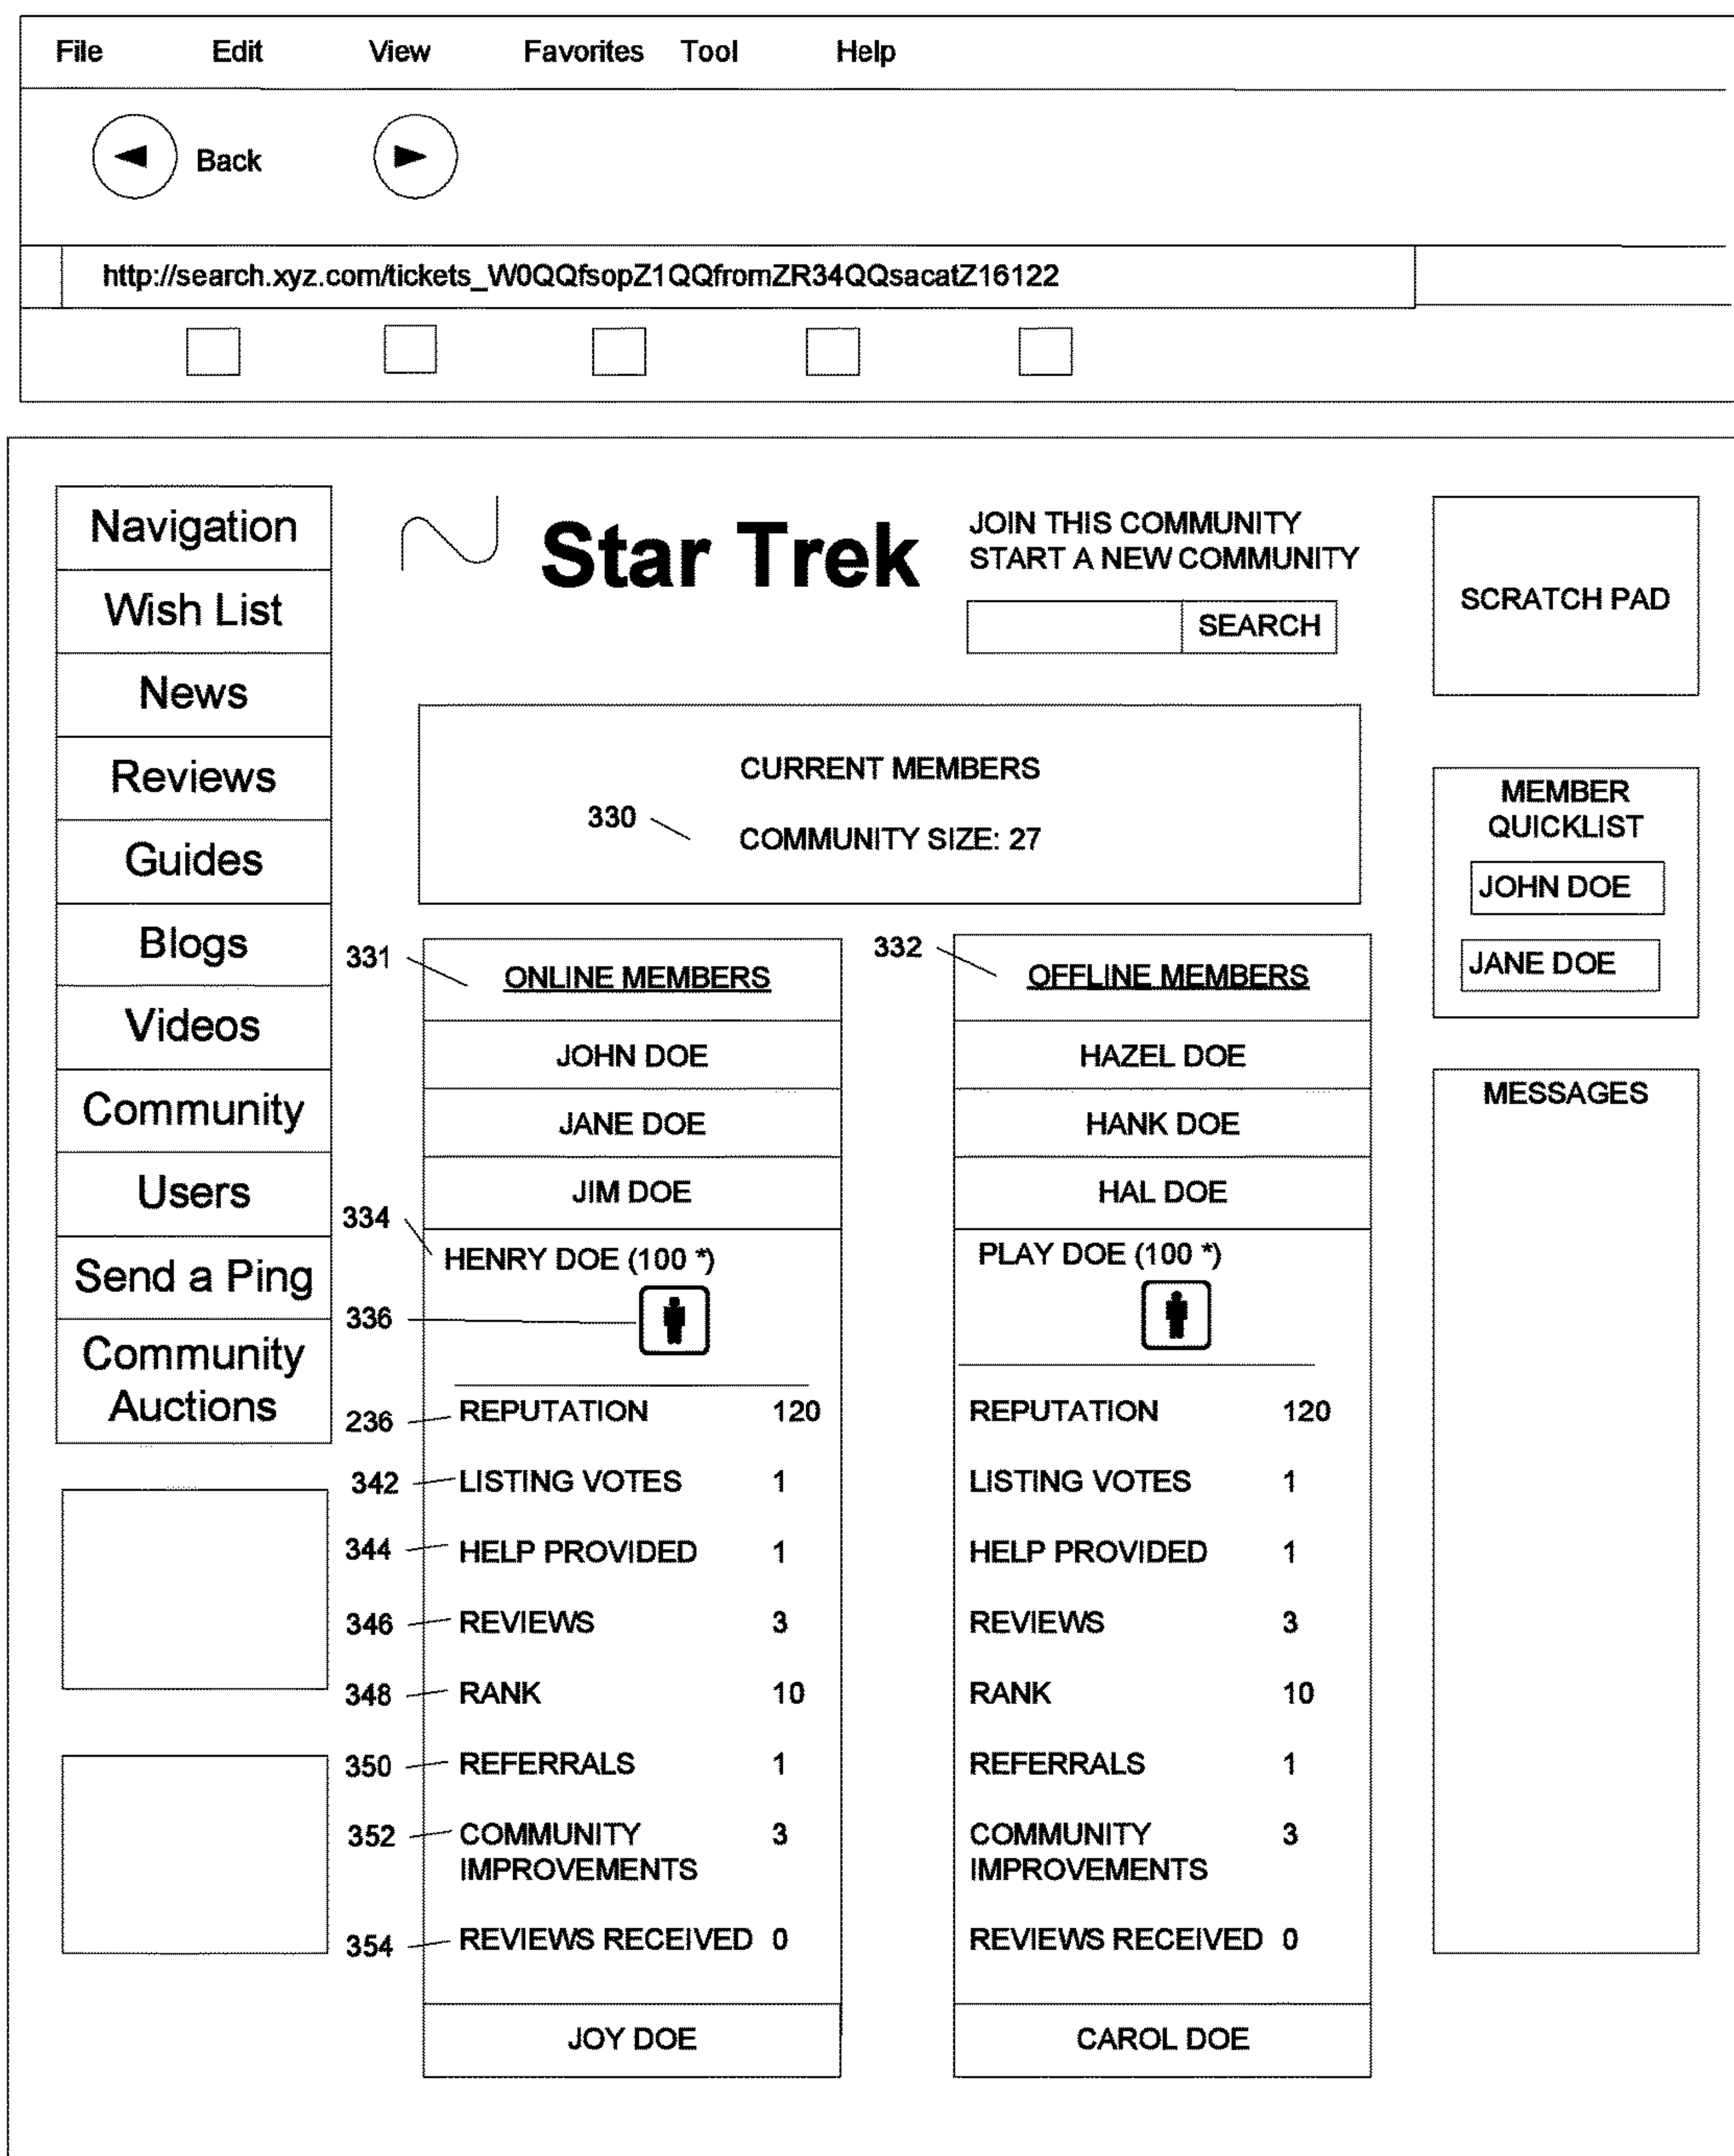 File Edit View Favorites Tool Help
Back
http://search.xyz.com/tickets_W0QQfsopZ1QQfromZR34QQsacatZ16122
Navigation
Wish List
News
Reviews
Guides
Blogs
Videos
Community
Users
Send a Ping
Community
Auctions
Star Trek
JOIN THIS COMMUNITY
START A NEW COMMUNITY
SEARCH
CURRENT MEMBERS
330
COMMUNITY SIZE: 27
331
ONLINE MEMBERS
JOHN DOE
JANE DOE
JIM DOE
334
HENRY DOE (100 *)
336
236 REPUTATION 120
342 LISTING VOTES 1
344 HELP PROVIDED 1
346 REVIEWS 3
348 RANK 10
350 REFERRALS 1
352 COMMUNITY 3
IMPROVEMENTS
354 REVIEWS RECEIVED 0
JOY DOE
332
OFFLINE MEMBERS
HAZEL DOE
HANK DOE
HAL DOE
PLAY DOE (100 *)
REPUTATION 120
LISTING VOTES 1
HELP PROVIDED 1
REVIEWS 3
RANK 10
REFERRALS 1
COMMUNITY 3
IMPROVEMENTS
REVIEWS RECEIVED 0
CAROL DOE
SCRATCH PAD
MEMBER
QUICKLIST
JOHN DOE
JANE DOE
MESSAGES